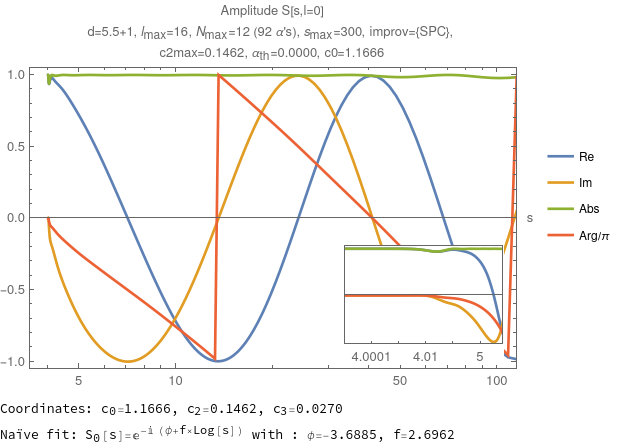 Amplitude S[s,l=0]
d=5.5+1, lmax=16, Nmax=12 (92 α's), smax=300, improv={SPC},
c2max=0.1462, αth=0.0000, c0=1.1666
1.0
0.5
0.0
−0.5
−1.0
5 10 50 100
s
Re
Im
Abs
Arg/π
4.0001 4.01 5
Coordinates: c₀=1.1666, c₂=0.1462, c₃=0.0270
Naïve fit: S₀[s]=e^-i (ϕ+f×Log[s]) with : ϕ=-3.6885, f=2.6962